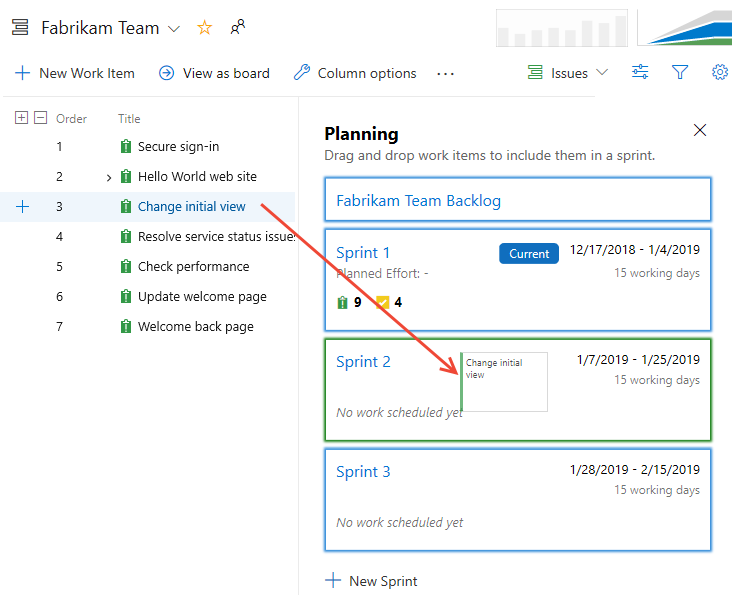 Fabrikam Team
New Work Item View as board Column options ... Issues
Order Title
1 Secure sign-in
2 Hello World web site
3 Change initial view
4 Resolve service status issues
5 Check performance
6 Update welcome page
7 Welcome back page
Planning
Drag and drop work items to include them in a sprint.
Fabrikam Team Backlog
Sprint 1 Current 12/17/2018 - 1/4/2019
Planned Effort: - 15 working days
9 4
Sprint 2 Change initial 1/7/2019 - 1/25/2019
view 15 working days
No work scheduled yet
Sprint 3 1/28/2019 - 2/15/2019
15 working days
No work scheduled yet
New Sprint